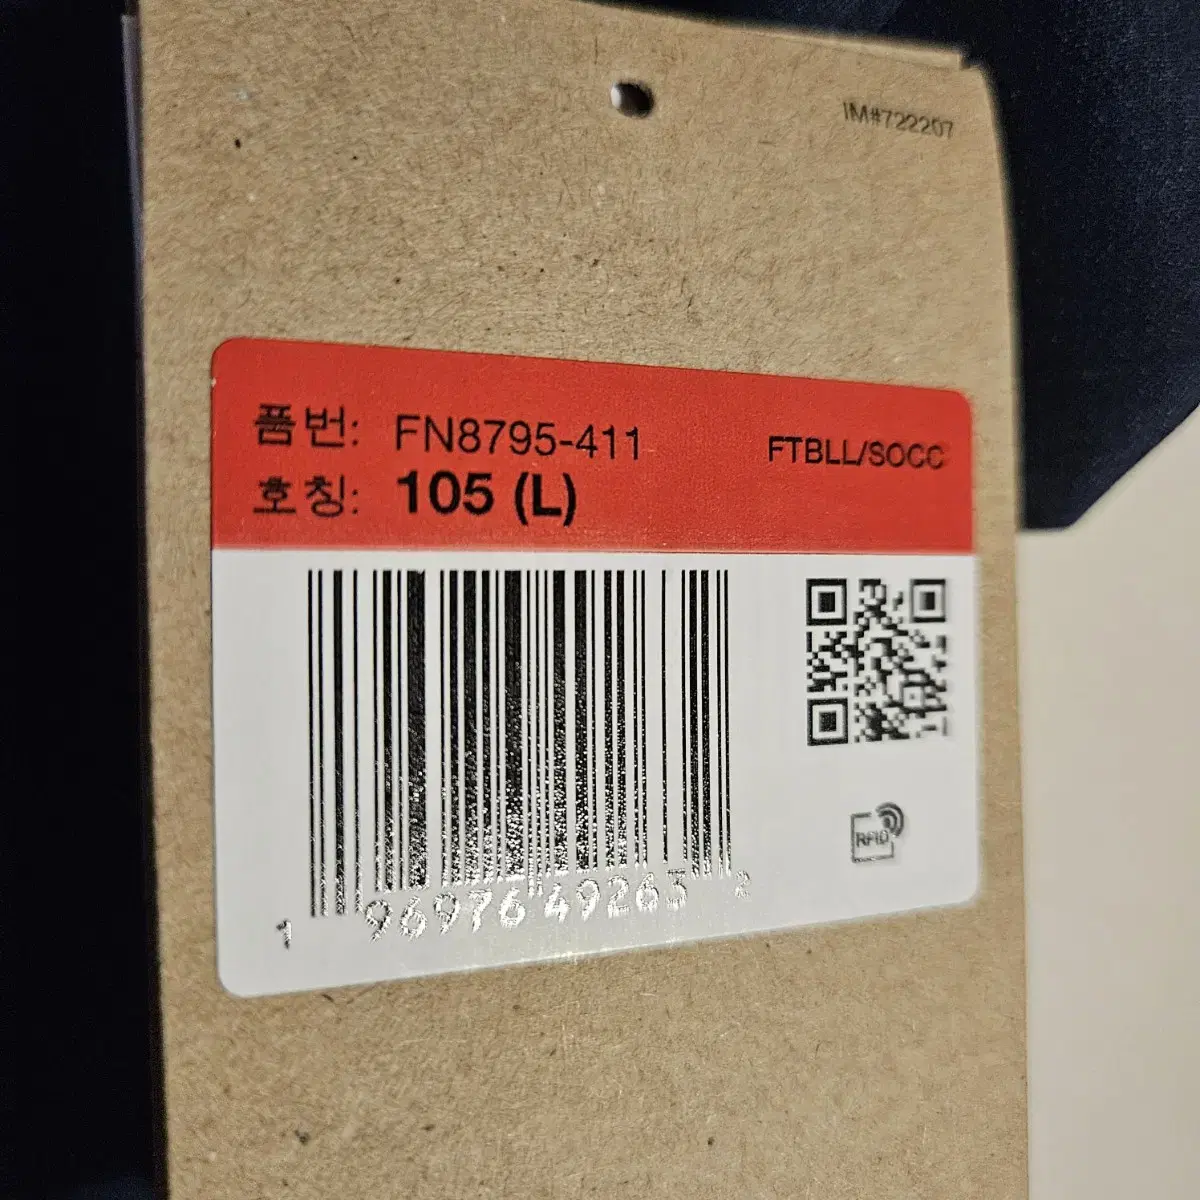 IM#722207
품번: FN8795-411
FTBLL/SOCC
호칭: 105 (L)
RFID
1 96976 49263 2